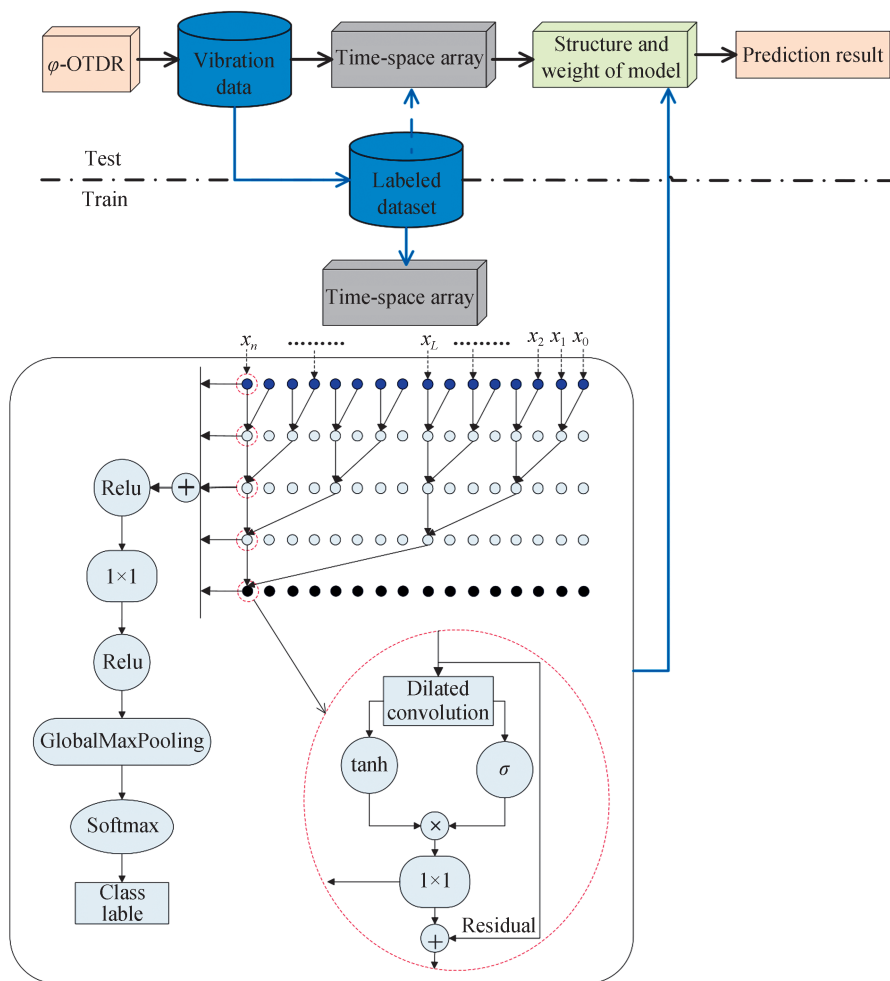 φ-OTDR
Vibration
data
Time-space array
Structure and
weight of model
Prediction result
Test
Train
Labeled
dataset
Time-space array
xn ········· xL ········· x2 x1 x0
Relu
+
1×1
Relu
GlobalMaxPooling
Softmax
Class
lable
Dilated
convolution
tanh
σ
×
1×1
Residual
+